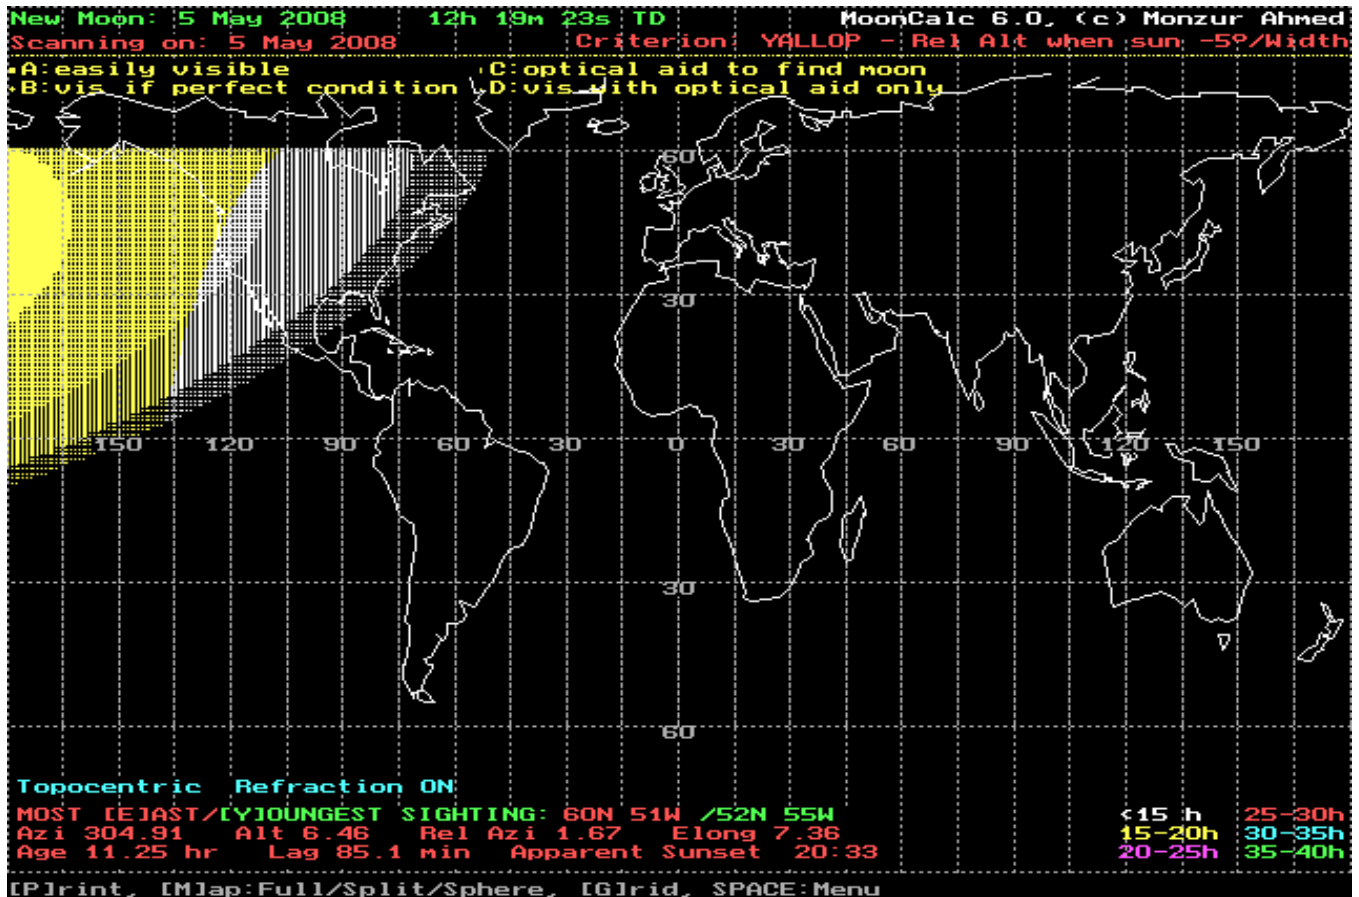 New Moon: 5 May 2008 12h 19m 23s TD MoonCalc 6.0, (c) Monzur Ahmed
Scanning on: 5 May 2008 Criterion: YALLOP - Rel Alt when sun -5º/Width
A:easily visible C:optical aid to find moon
B:vis if perfect condition D:vis with optical aid only
60
30
150 120 90 60 30 0 30 60 90 120 150
30
60
Topocentric Refraction ON
MOST [E]AST/[Y]OUNGEST SIGHTING: 60N 51W /52N 55W <15 h 25-30h
Azi 304.91 Alt 6.46 Rel Azi 1.67 Elong 7.36 15-20h 30-35h
Age 11.25 hr Lag 85.1 min Apparent Sunset 20:33 20-25h 35-40h
[P]rint, [M]ap:Full/Split/Sphere, [G]rid, SPACE:Menu